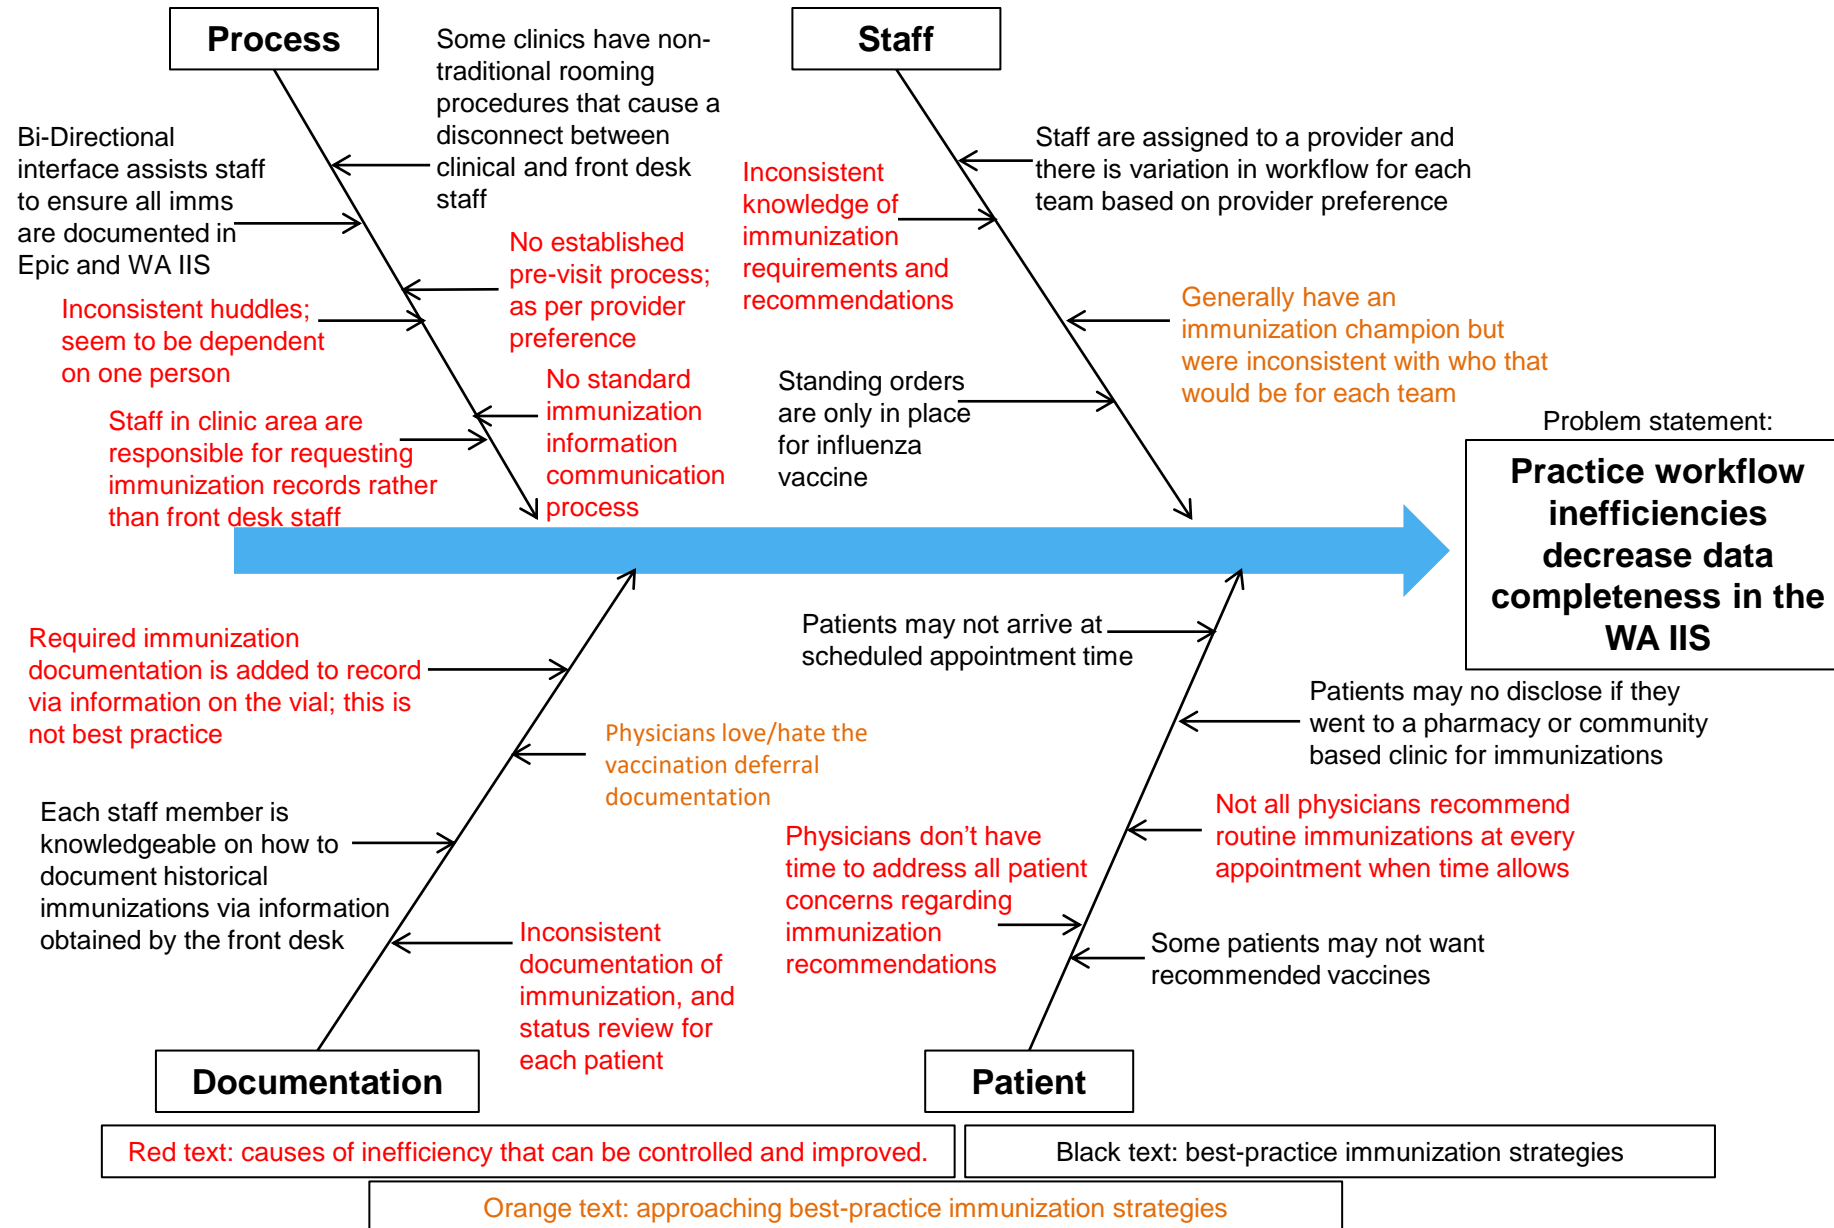 Process
Some clinics have non-
traditional rooming
procedures that cause a
disconnect between
clinical and front desk
staff
Bi-Directional
interface assists staff
to ensure all imms
are documented in
Epic and WA IIS
No established
pre-visit process;
as per provider
preference
Inconsistent huddles;
seem to be dependent
on one person
No standard
immunization
information
communication
process
Staff in clinic area are
responsible for requesting
immunization records rather
than front desk staff
Staff
Staff are assigned to a provider and
there is variation in workflow for each
team based on provider preference
Inconsistent
knowledge of
immunization
requirements and
recommendations
Generally have an
immunization champion but
were inconsistent with who that
would be for each team
Standing orders
are only in place
for influenza
vaccine
Problem statement:
Practice workflow
inefficiencies
decrease data
completeness in the
WA IIS
Required immunization
documentation is added to record
via information on the vial; this is
not best practice
Physicians love/hate the
vaccination deferral
documentation
Each staff member is
knowledgeable on how to
document historical
immunizations via information
obtained by the front desk
Inconsistent
documentation of
immunization, and
status review for
each patient
Documentation
Patients may not arrive at
scheduled appointment time
Patients may no disclose if they
went to a pharmacy or community
based clinic for immunizations
Not all physicians recommend
routine immunizations at every
appointment when time allows
Physicians don’t have
time to address all patient
concerns regarding
immunization
recommendations
Some patients may not want
recommended vaccines
Patient
Red text: causes of inefficiency that can be controlled and improved.
Black text: best-practice immunization strategies
Orange text: approaching best-practice immunization strategies